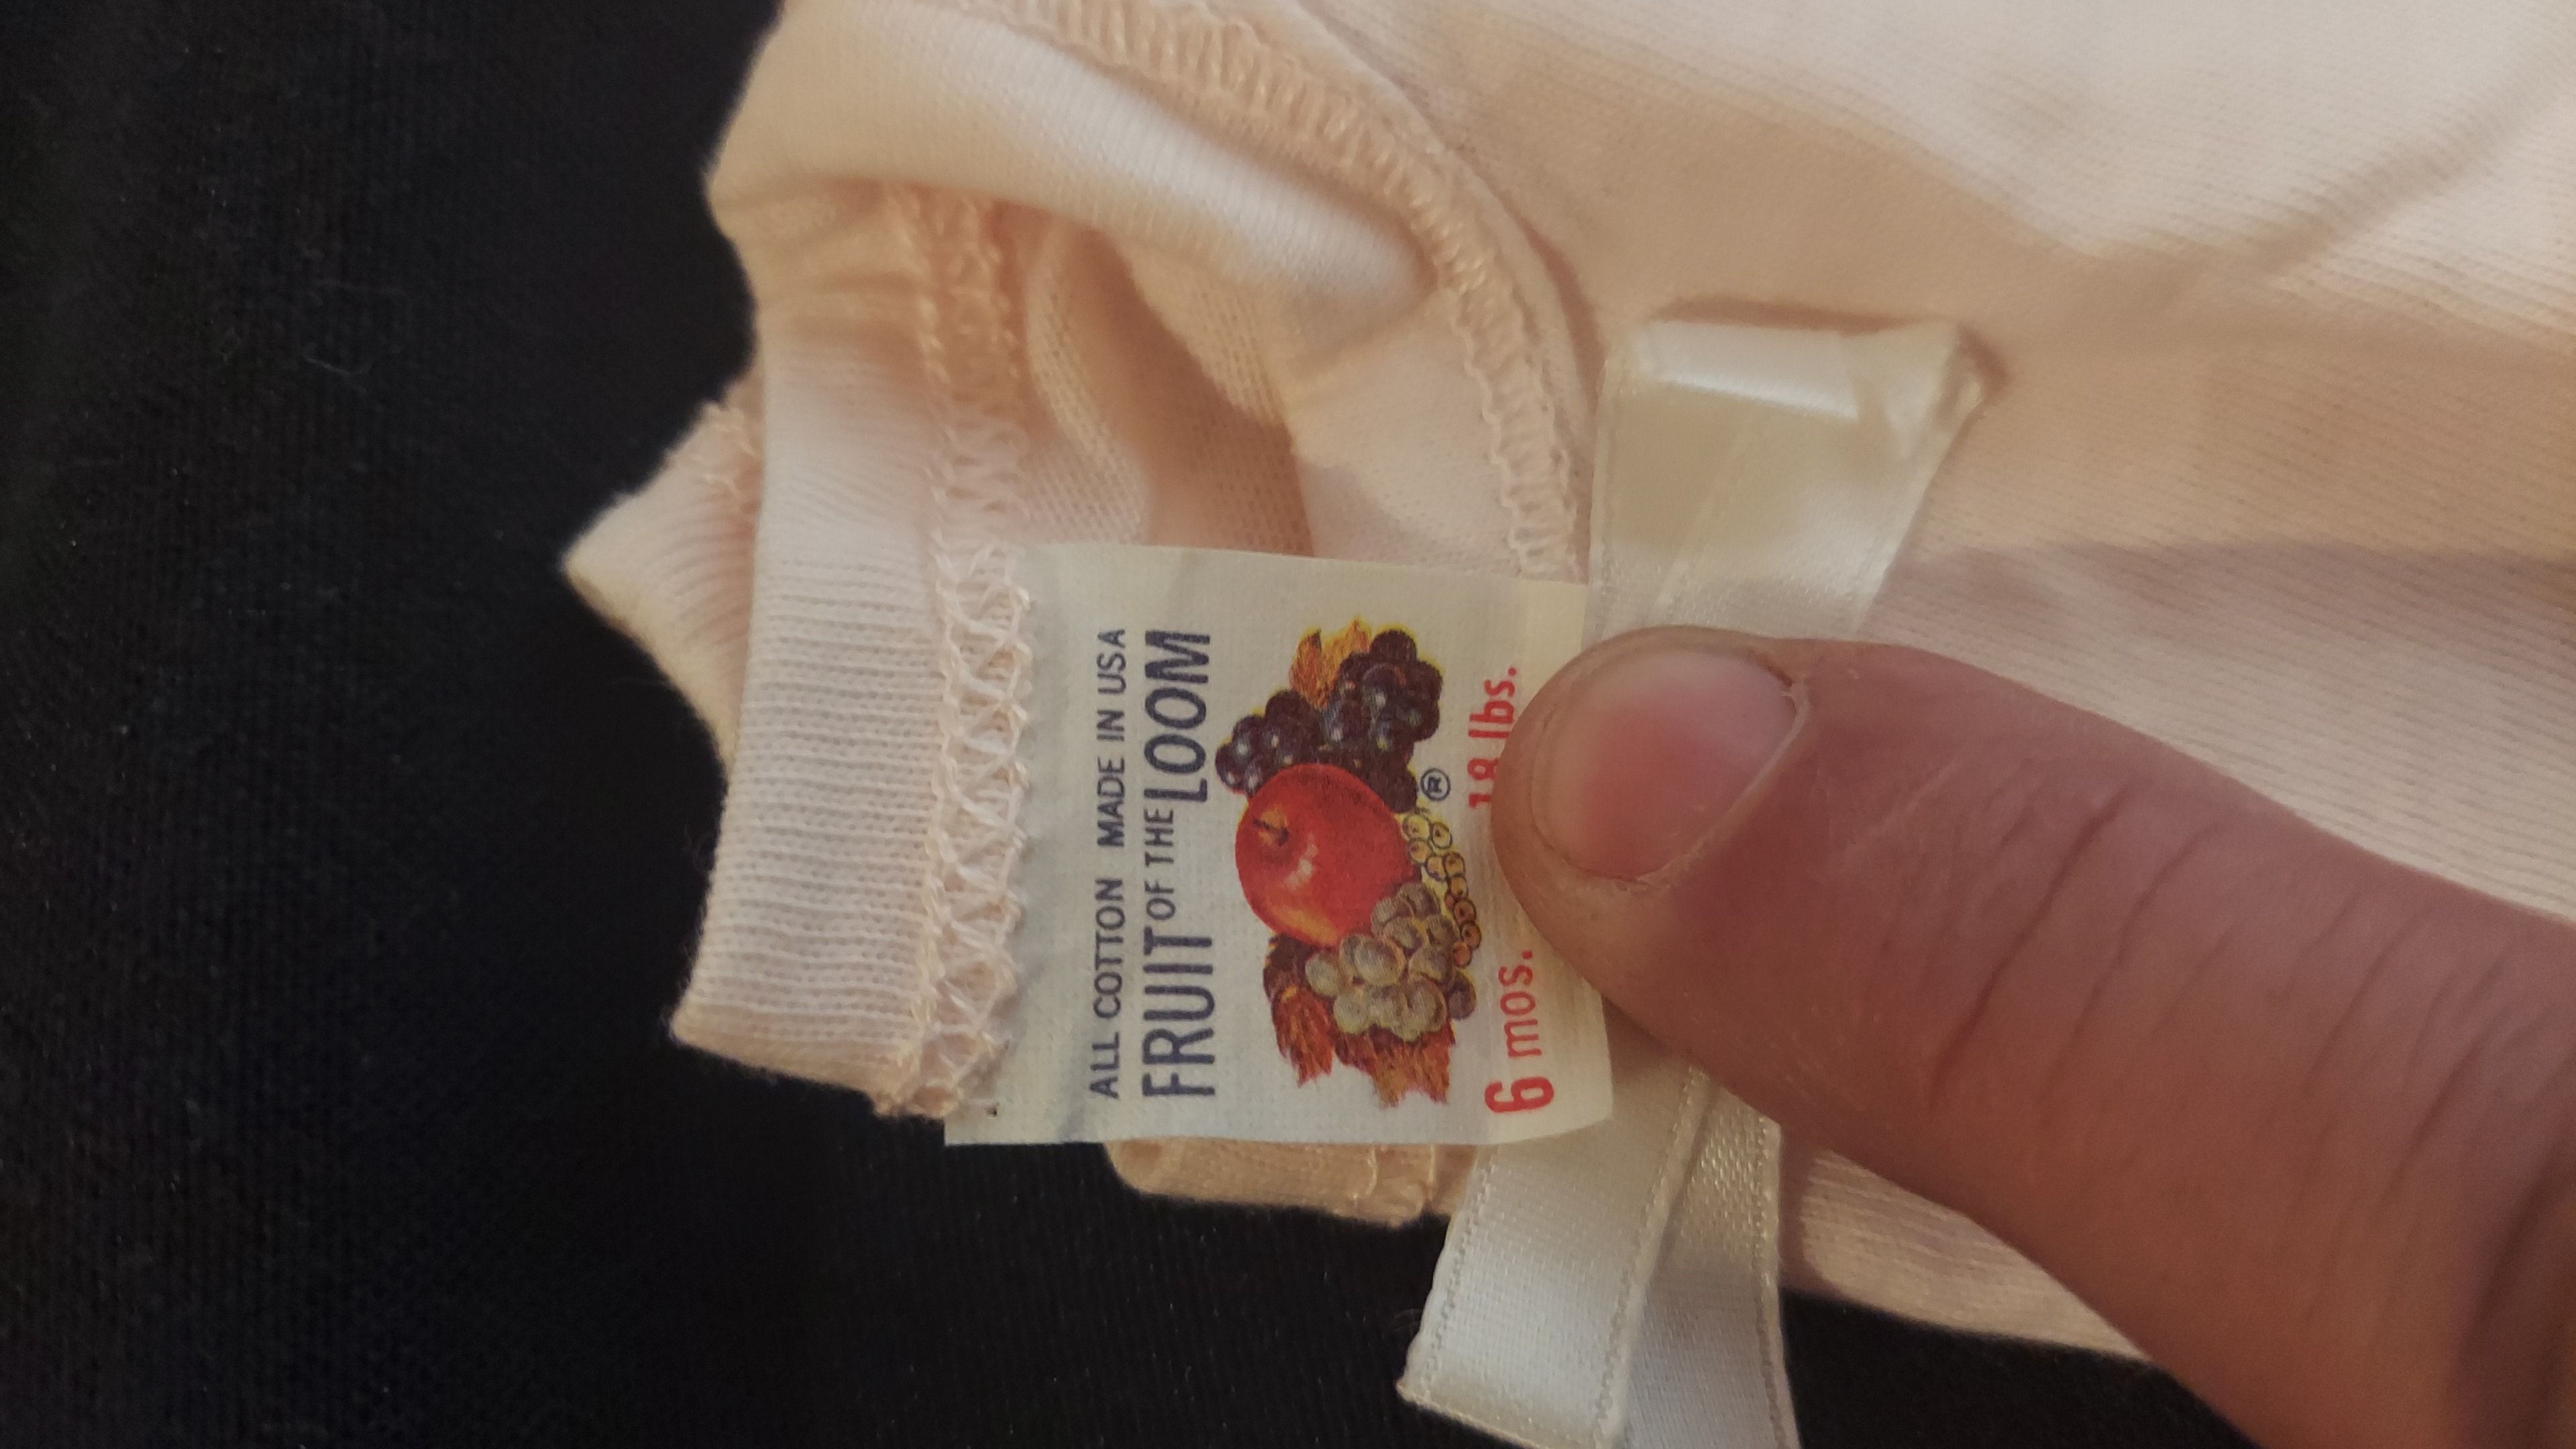 ALL COTTON MADE IN USA
FRUIT OF THE LOOM
®
6 mos. 18 lbs.